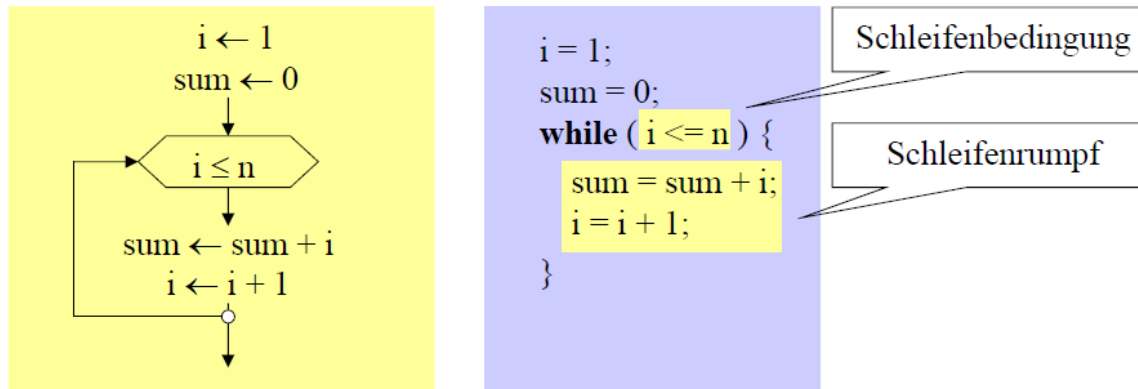 i ← 1
sum ← 0
i ≤ n
sum ← sum + i
i ← i + 1
i = 1;
sum = 0;
while ( i <= n ) {
sum = sum + i;
i = i + 1;
}
Schleifenbedingung
Schleifenrumpf